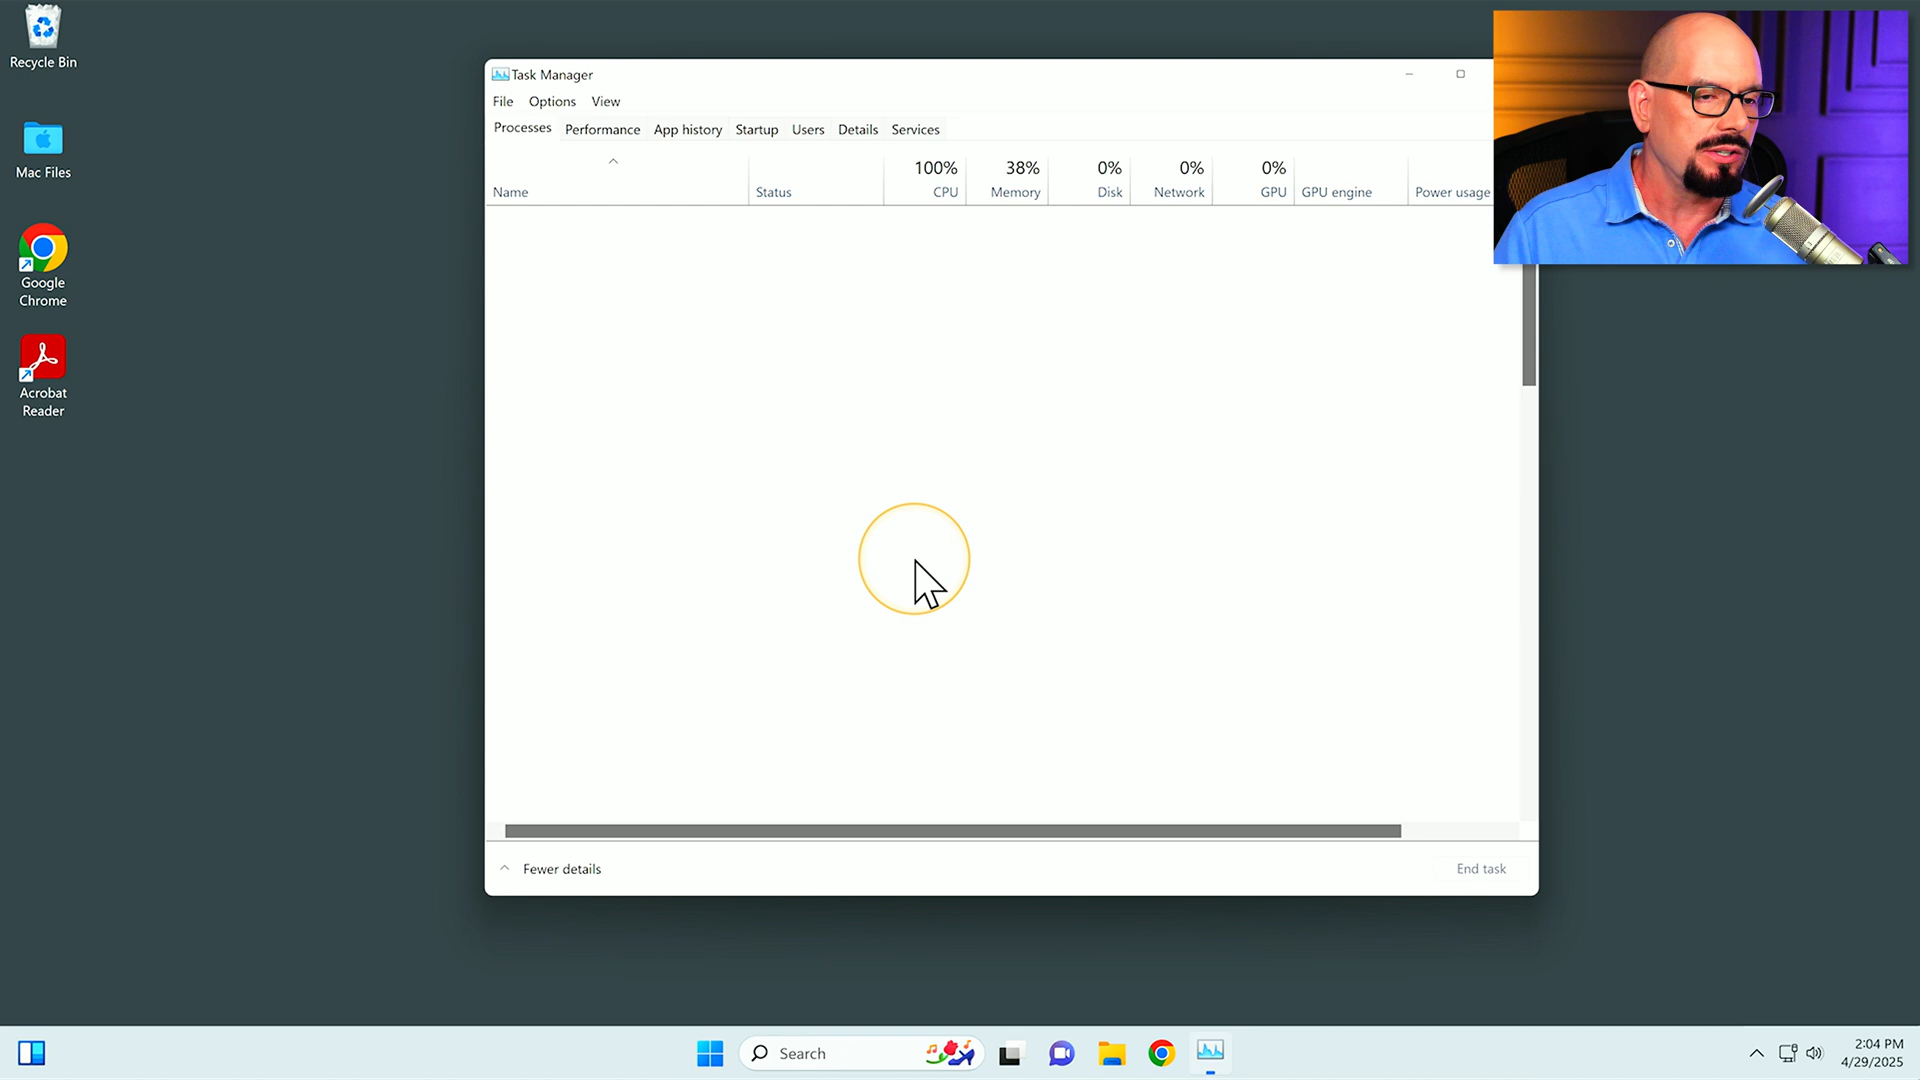 Recycle Bin
Mac Files
Google
Chrome
Acrobat
Reader
Task Manager
File Options View
Processes Performance App history Startup Users Details Services
100% 38% 0% 0% 0%
Name Status CPU Memory Disk Network GPU GPU engine Power usage
Fewer details End task
Search
2:04 PM
4/29/2025